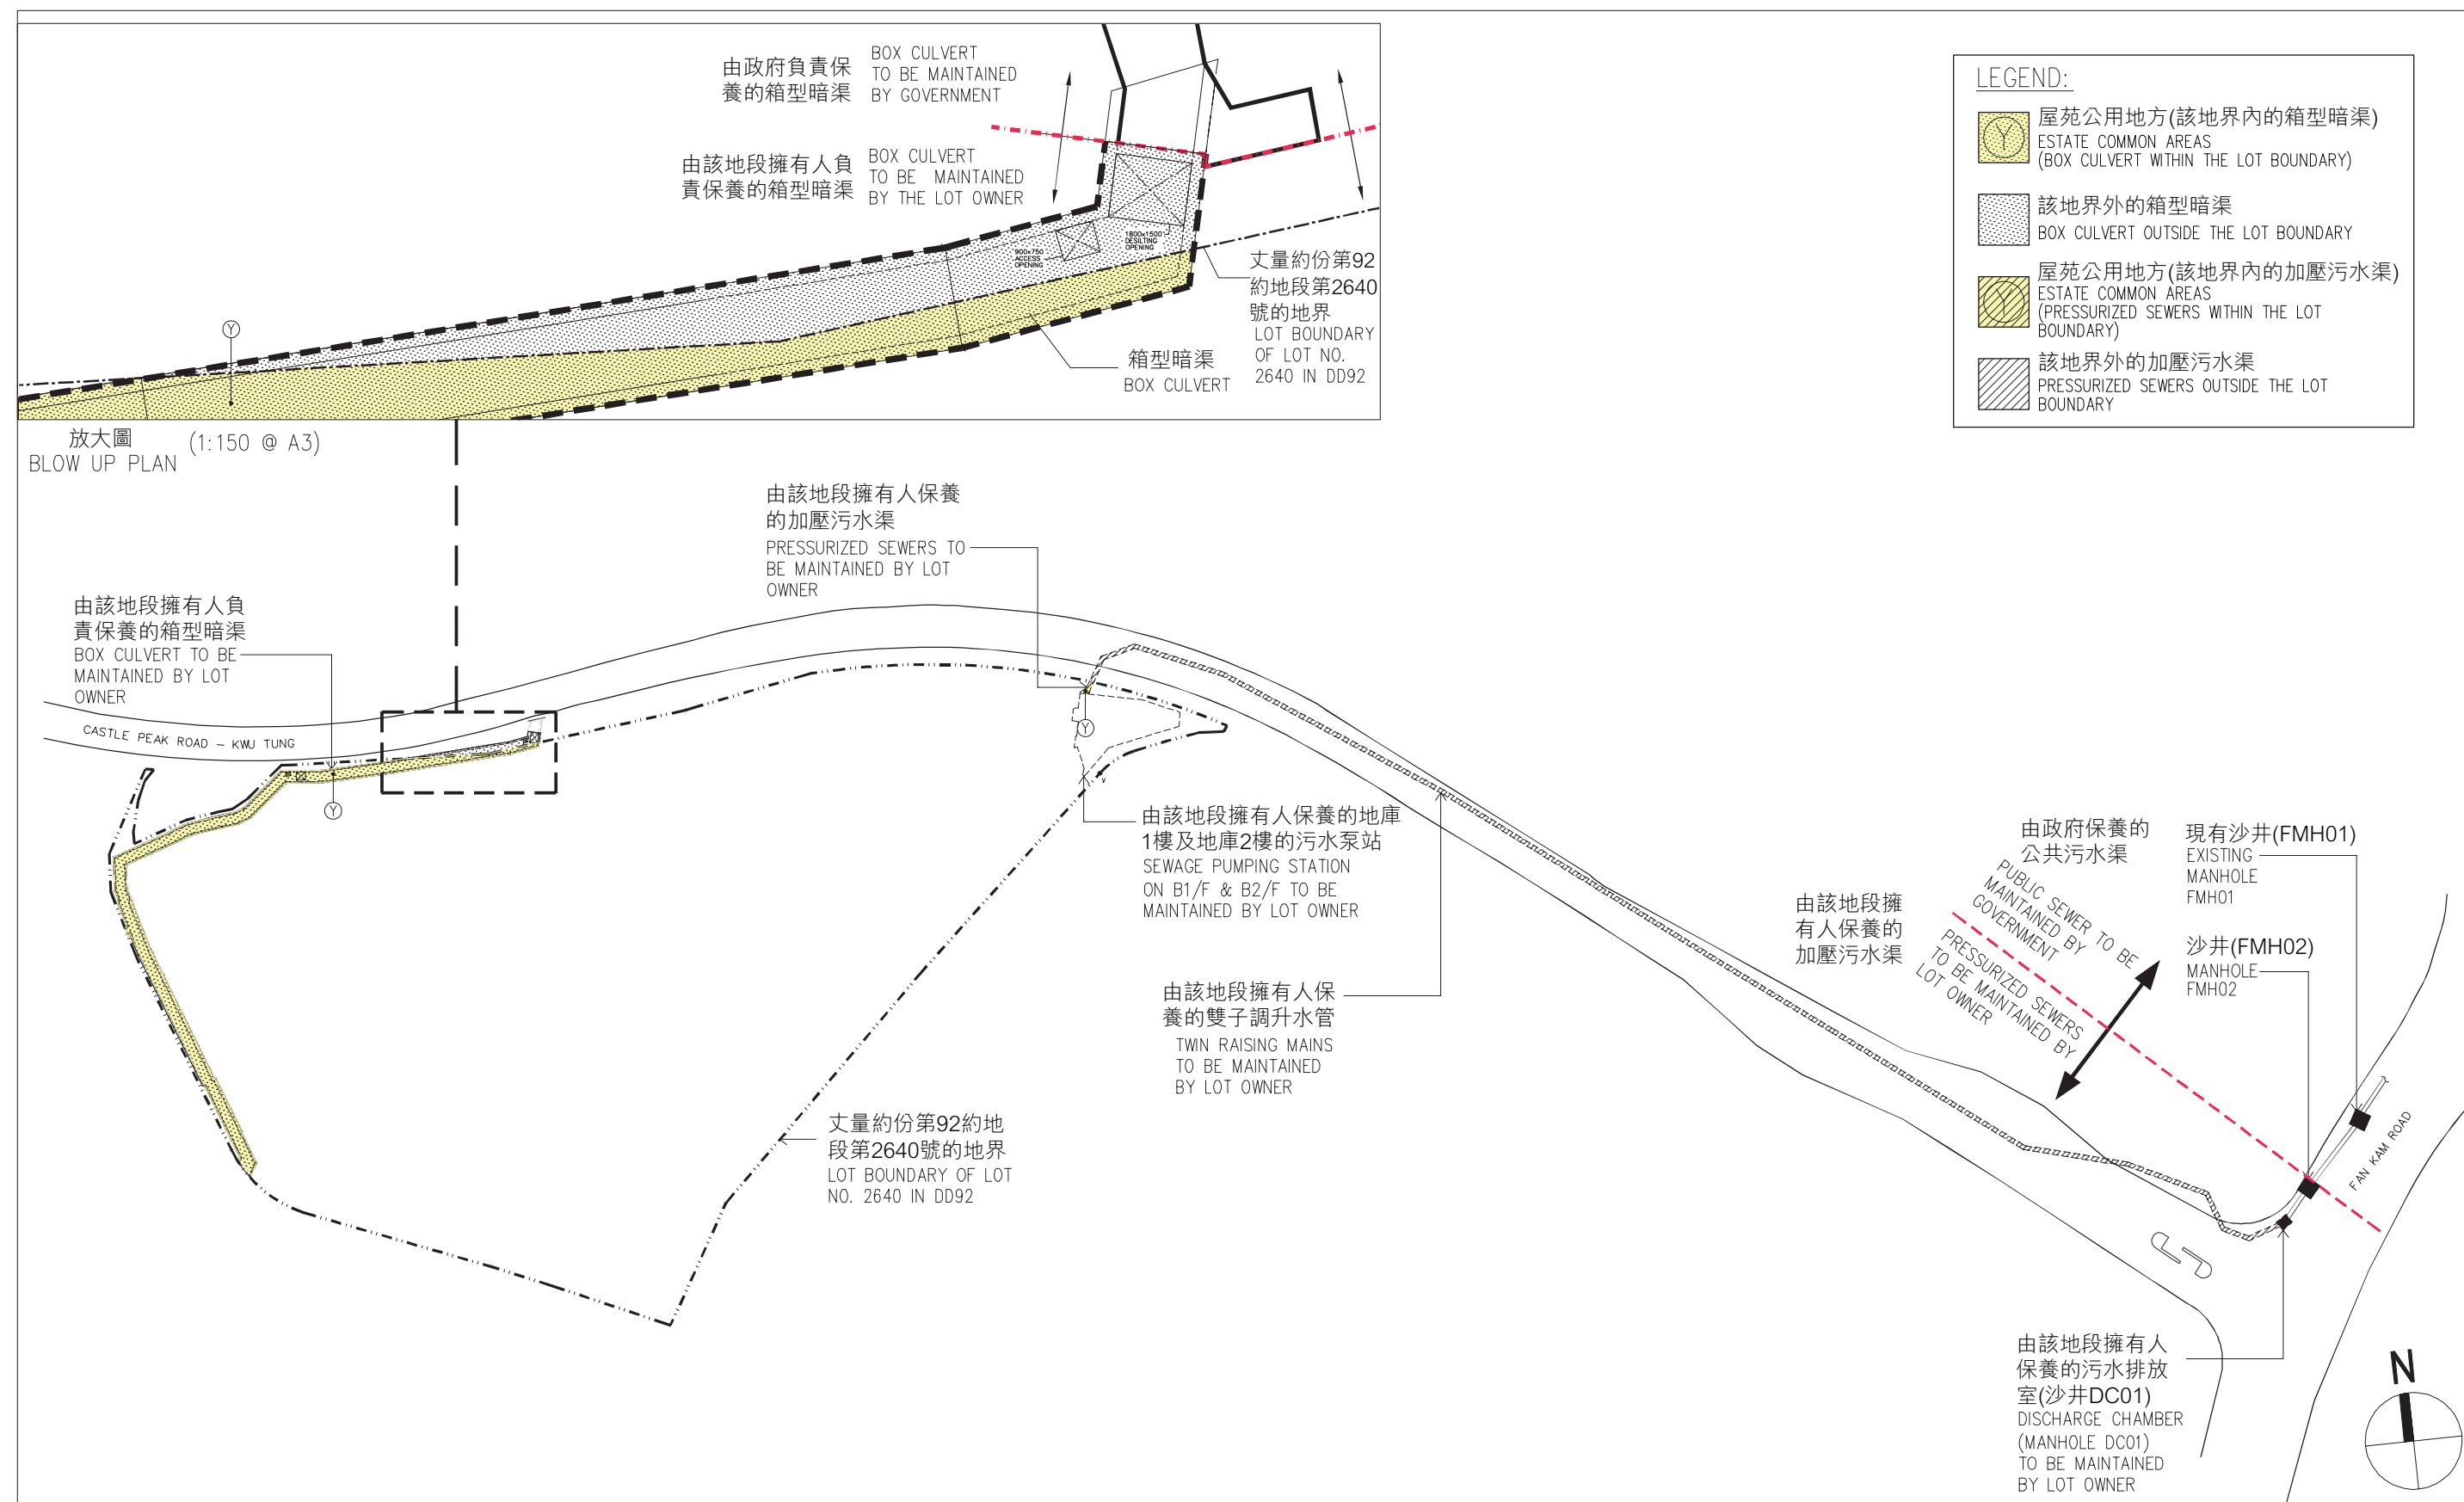 由政府負責保
養的箱型暗渠
BOX CULVERT
TO BE MAINTAINED
BY GOVERNMENT
由該地段擁有人負
責保養的箱型暗渠
BOX CULVERT
TO BE MAINTAINED
BY THE LOT OWNER
1800x1500
DESILTING
OPENING
900x750
ACCESS
OPENING
丈量約份第92
約地段第2640
號的地界
LOT BOUNDARY
OF LOT NO.
2640 IN DD92
箱型暗渠
BOX CULVERT
Y
放大圖
BLOW UP PLAN
(1:150 @ A3)
LEGEND:
Y
屋苑公用地方(該地界內的箱型暗渠)
ESTATE COMMON AREAS
(BOX CULVERT WITHIN THE LOT BOUNDARY)
該地界外的箱型暗渠
BOX CULVERT OUTSIDE THE LOT BOUNDARY
Y
屋苑公用地方(該地界內的加壓污水渠)
ESTATE COMMON AREAS
(PRESSURIZED SEWERS WITHIN THE LOT
BOUNDARY)
該地界外的加壓污水渠
PRESSURIZED SEWERS OUTSIDE THE LOT
BOUNDARY
由該地段擁有人保養
的加壓污水渠
PRESSURIZED SEWERS TO
BE MAINTAINED BY LOT
OWNER
由該地段擁有人負
責保養的箱型暗渠
BOX CULVERT TO BE
MAINTAINED BY LOT
OWNER
CASTLE PEAK ROAD – KWU TUNG
Y
Y
由該地段擁有人保養的地庫
1樓及地庫2樓的污水泵站
SEWAGE PUMPING STATION
ON B1/F & B2/F TO BE
MAINTAINED BY LOT OWNER
由該地段擁有人保
養的雙子調升水管
TWIN RAISING MAINS
TO BE MAINTAINED
BY LOT OWNER
丈量約份第92約地
段第2640號的地界
LOT BOUNDARY OF LOT
NO. 2640 IN DD92
由政府保養的
公共污水渠
PUBLIC SEWER TO BE
MAINTAINED BY
GOVERNMENT
由該地段擁
有人保養的
加壓污水渠
PRESSURIZED SEWERS
TO BE MAINTAINED BY
LOT OWNER
現有沙井(FMH01)
EXISTING
MANHOLE
FMH01
沙井(FMH02)
MANHOLE
FMH02
FAN KAM ROAD
由該地段擁有人
保養的污水排放
室(沙井DC01)
DISCHARGE CHAMBER
(MANHOLE DC01)
TO BE MAINTAINED
BY LOT OWNER
N